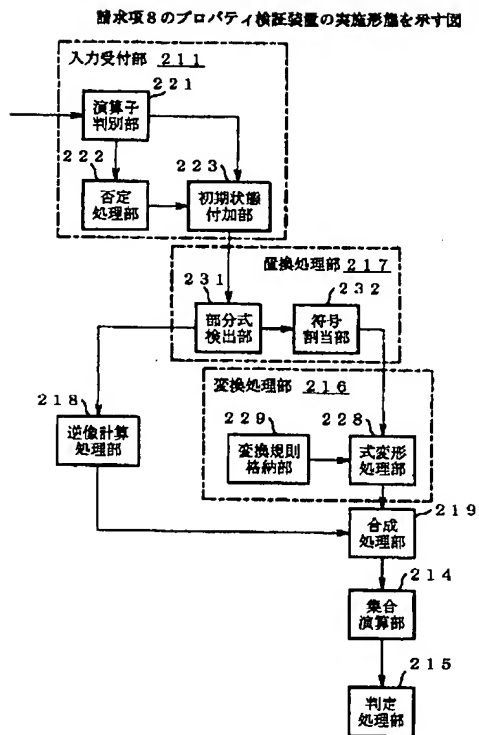 請求項8のプロパティ検証装置の実施形態を示す図
入力受付部 211
221
演算子
判別部
222
223
否定
処理部
初期状態
付加部
置換処理部 217
231
232
部分式
検出部
符号
割当部
変換処理部 216
218
229
228
逆像計算
処理部
変換規則
格納部
式変形
処理部
219
合成
処理部
214
集合
演算部
215
判定
処理部